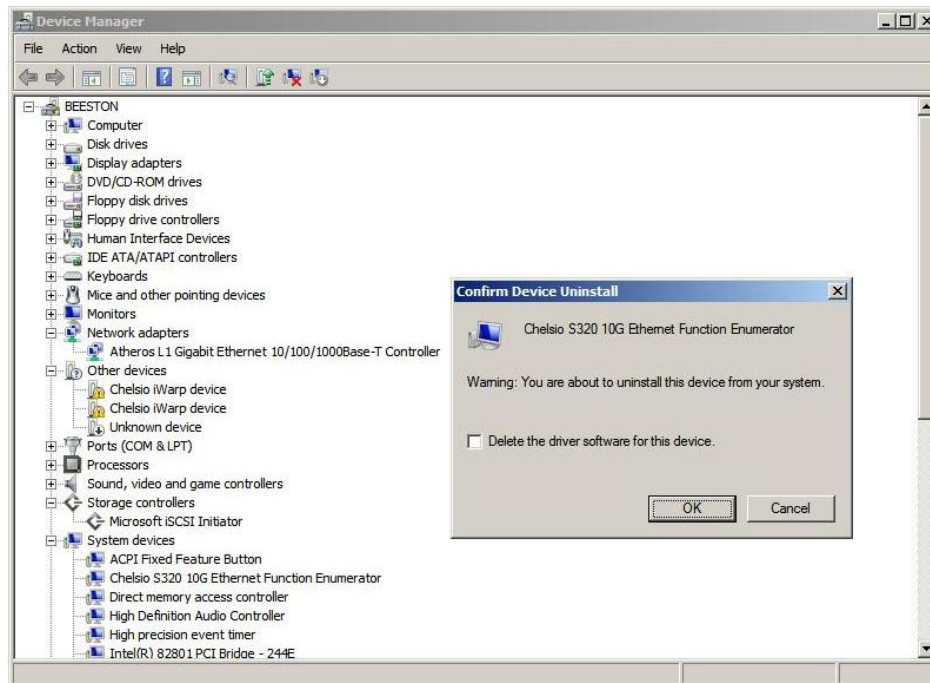 Device Manager
File Action View Help
BEESTON
Computer
Disk drives
Display adapters
DVD/CD-ROM drives
Floppy disk drives
Floppy drive controllers
Human Interface Devices
IDE ATA/ATAPI controllers
Keyboards
Mice and other pointing devices
Monitors
Network adapters
Atheros L1 Gigabit Ethernet 10/100/1000Base-T Controller
Other devices
Chelsio iWarp device
Chelsio iWarp device
Unknown device
Ports (COM & LPT)
Processors
Sound, video and game controllers
Storage controllers
Microsoft iSCSI Initiator
System devices
ACPI Fixed Feature Button
Chelsio S320 10G Ethernet Function Enumerator
Direct memory access controller
High Definition Audio Controller
High precision event timer
Intel(R) 82801 PCI Bridge - 244E
Confirm Device Uninstall
Chelsio S320 10G Ethernet Function Enumerator
Warning: You are about to uninstall this device from your system.
Delete the driver software for this device.
OK Cancel